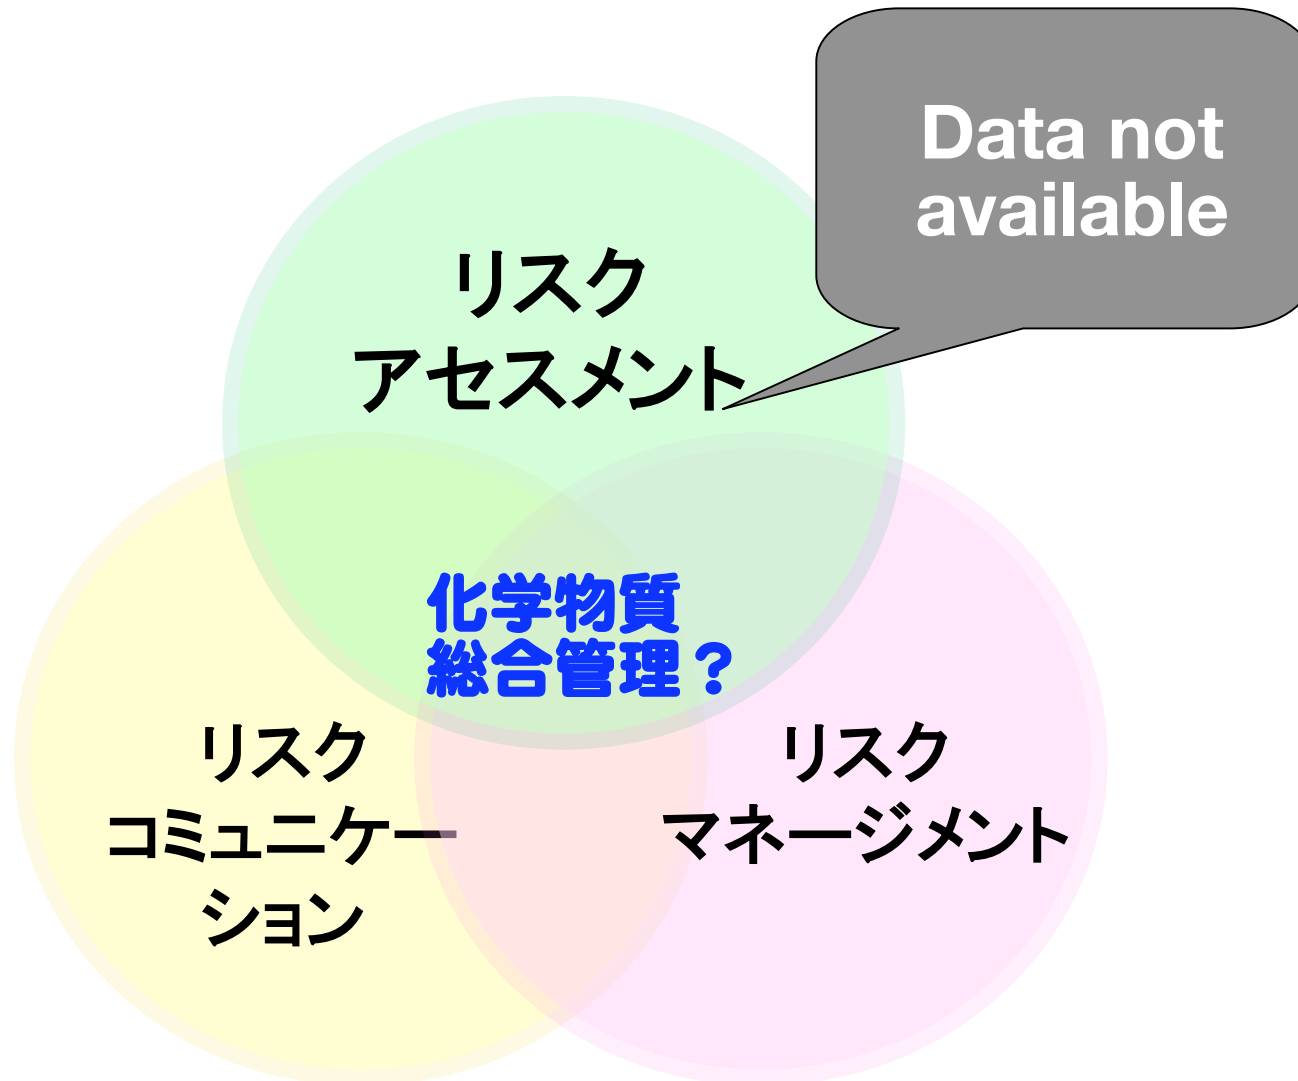 Data not
available
リスク
アセスメント
化学物質
総合管理？
リスク
コミュニケー
ション
リスク
マネージメント